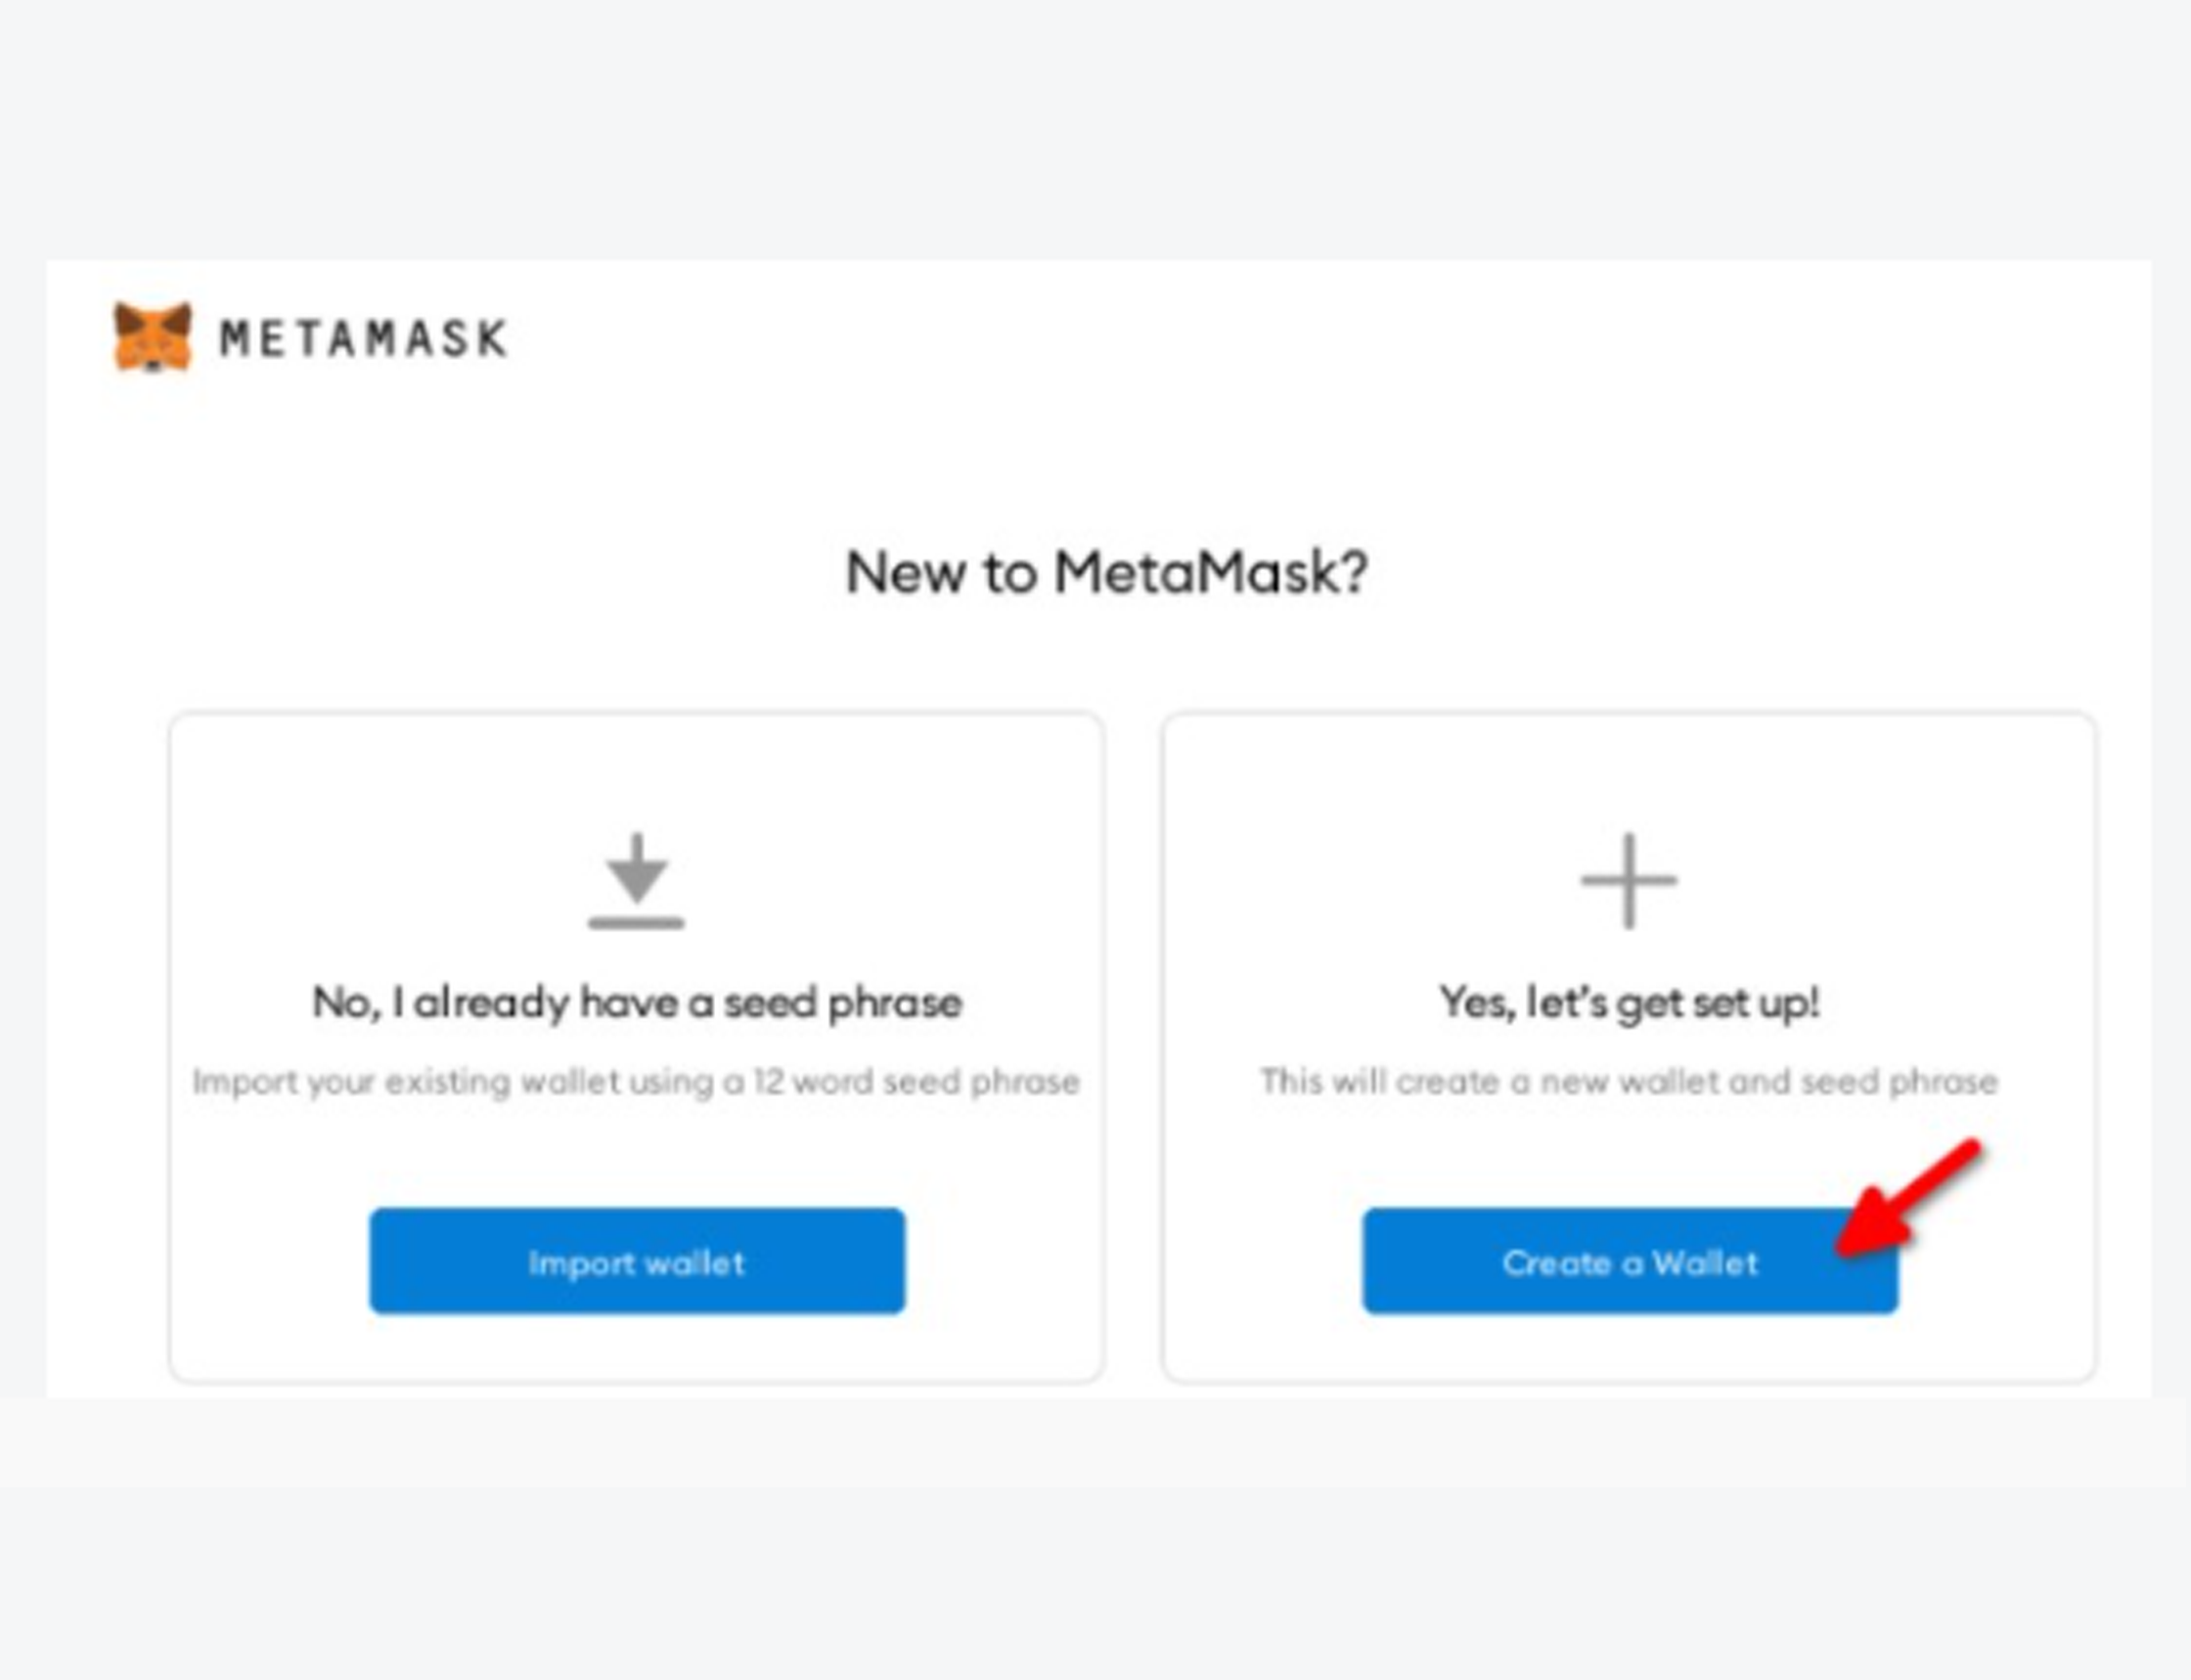 METAMASK
New to MetaMask?
No, I already have a seed phrase
Import your existing wallet using a 12 word seed phrase
Import wallet
Yes, let's get set up!
This will create a new wallet and seed phrase
Create a Wallet